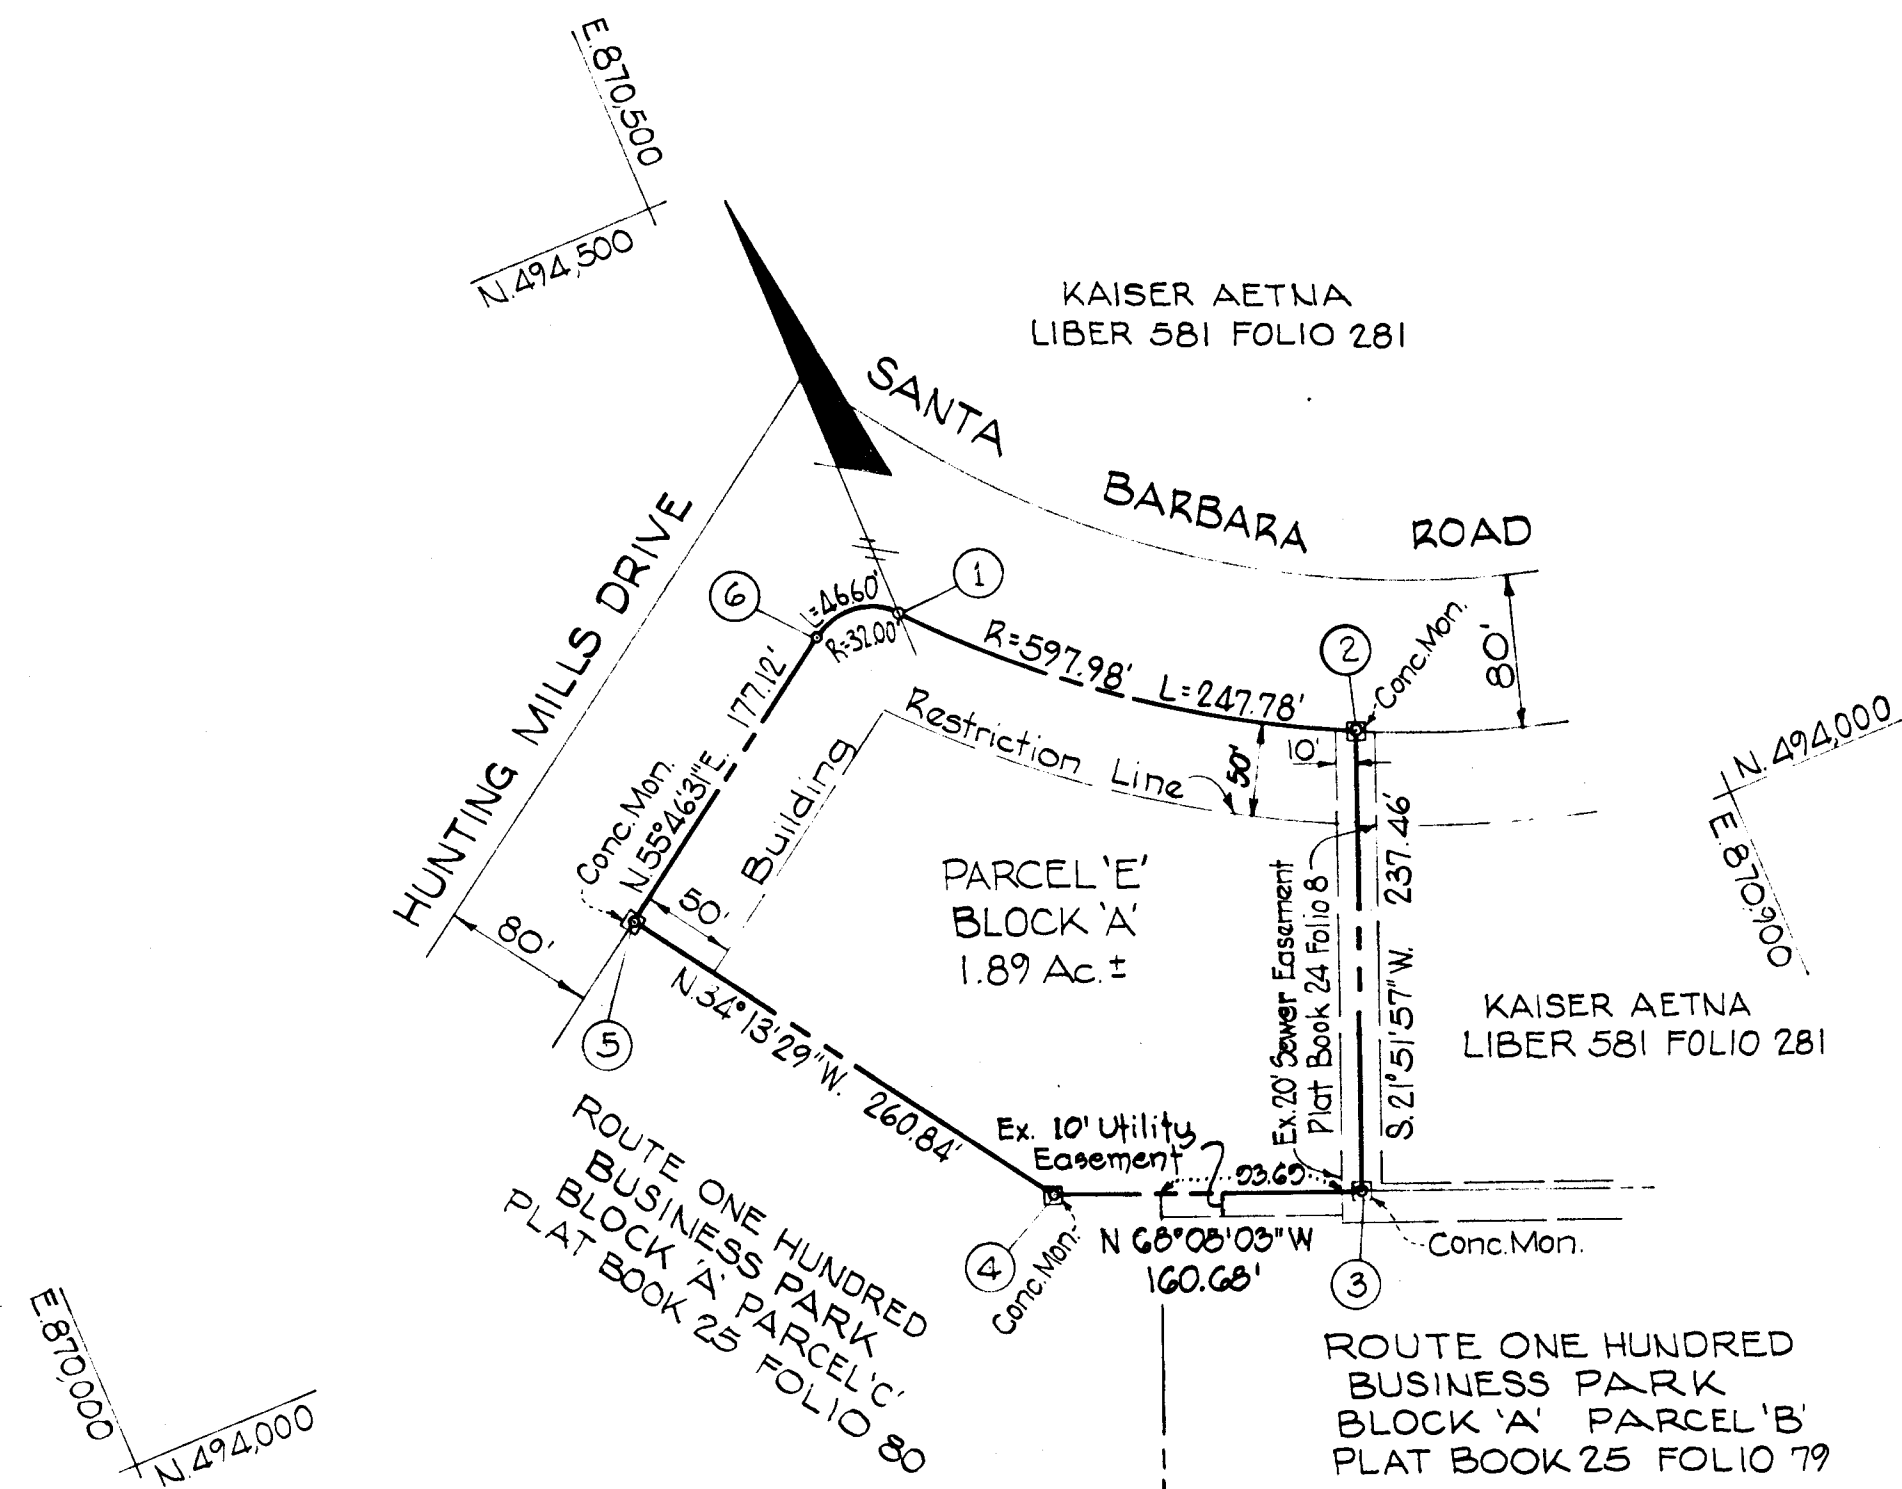 E.870,500
N.494,500
KAISER AETNA
LIBER 581 FOLIO 281
SANTA BARBARA ROAD
HUNTING MILLS DRIVE
6
1
L=46.60'
R=32.00'
R=597.98' L=247.78'
2
Conc.Mon.
80'
N.55°46'31"E. 177.12'
Conc.Mon.
Building Restriction Line
50'
10'
N.494,000
E.870,900
50'
80'
5
PARCEL 'E'
BLOCK 'A'
1.89 Ac.±
Ex.20' Sewer Easement
Plat Book 24 Folio 8
S.21°51'57"W. 237.46'
KAISER AETNA
LIBER 581 FOLIO 281
N.34°13'29"W. 260.84'
Ex. 10' Utility
Easement
93.69
N 68°08'03"W
160.68'
4
Conc.Mon.
3
Conc.Mon.
ROUTE ONE HUNDRED
BUSINESS PARK
BLOCK 'A' PARCEL 'C'
PLAT BOOK 25 FOLIO 80
ROUTE ONE HUNDRED
BUSINESS PARK
BLOCK 'A' PARCEL 'B'
PLAT BOOK 25 FOLIO 79
E.870,000
N.494,000